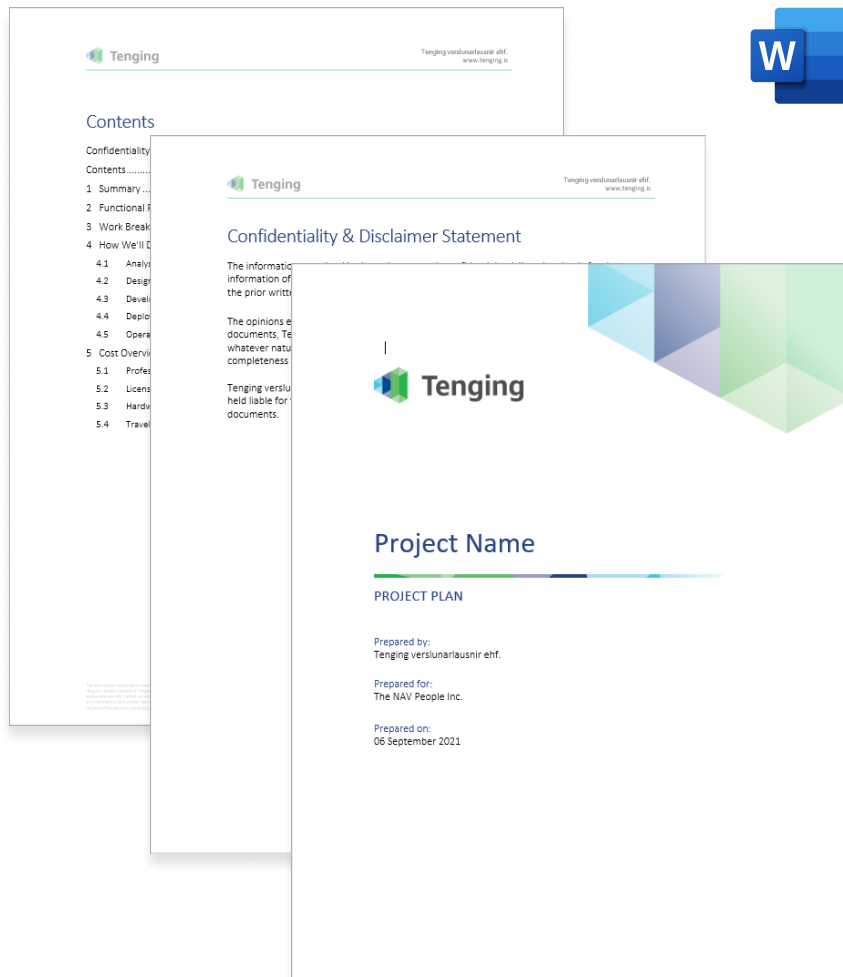 Tenging
Tenging verslunarlausnir ehf.
www.tenging.is
Contents
Confidentiality
Contents.........
1 Summary ...
2 Functional
3 Work Break
4 How We'll D
4.1 Analys
4.2 Design
4.3 Develo
4.4 Deplo
4.5 Opera
5 Cost Overvi
5.1 Profes
5.2 Licens
5.3 Hardw
5.4 Travel
Tenging
Tenging verslunarlausnir ehf.
www.tenging.is
Confidentiality & Disclaimer Statement
The informatio
information of
the prior writte
The opinions e
documents, Te
whatever natu
completeness
Tenging verslu
held liable for
documents.
W
Tenging
Project Name
PROJECT PLAN
Prepared by:
Tenging verslunarlausnir ehf.
Prepared for:
The NAV People Inc.
Prepared on:
06 September 2021